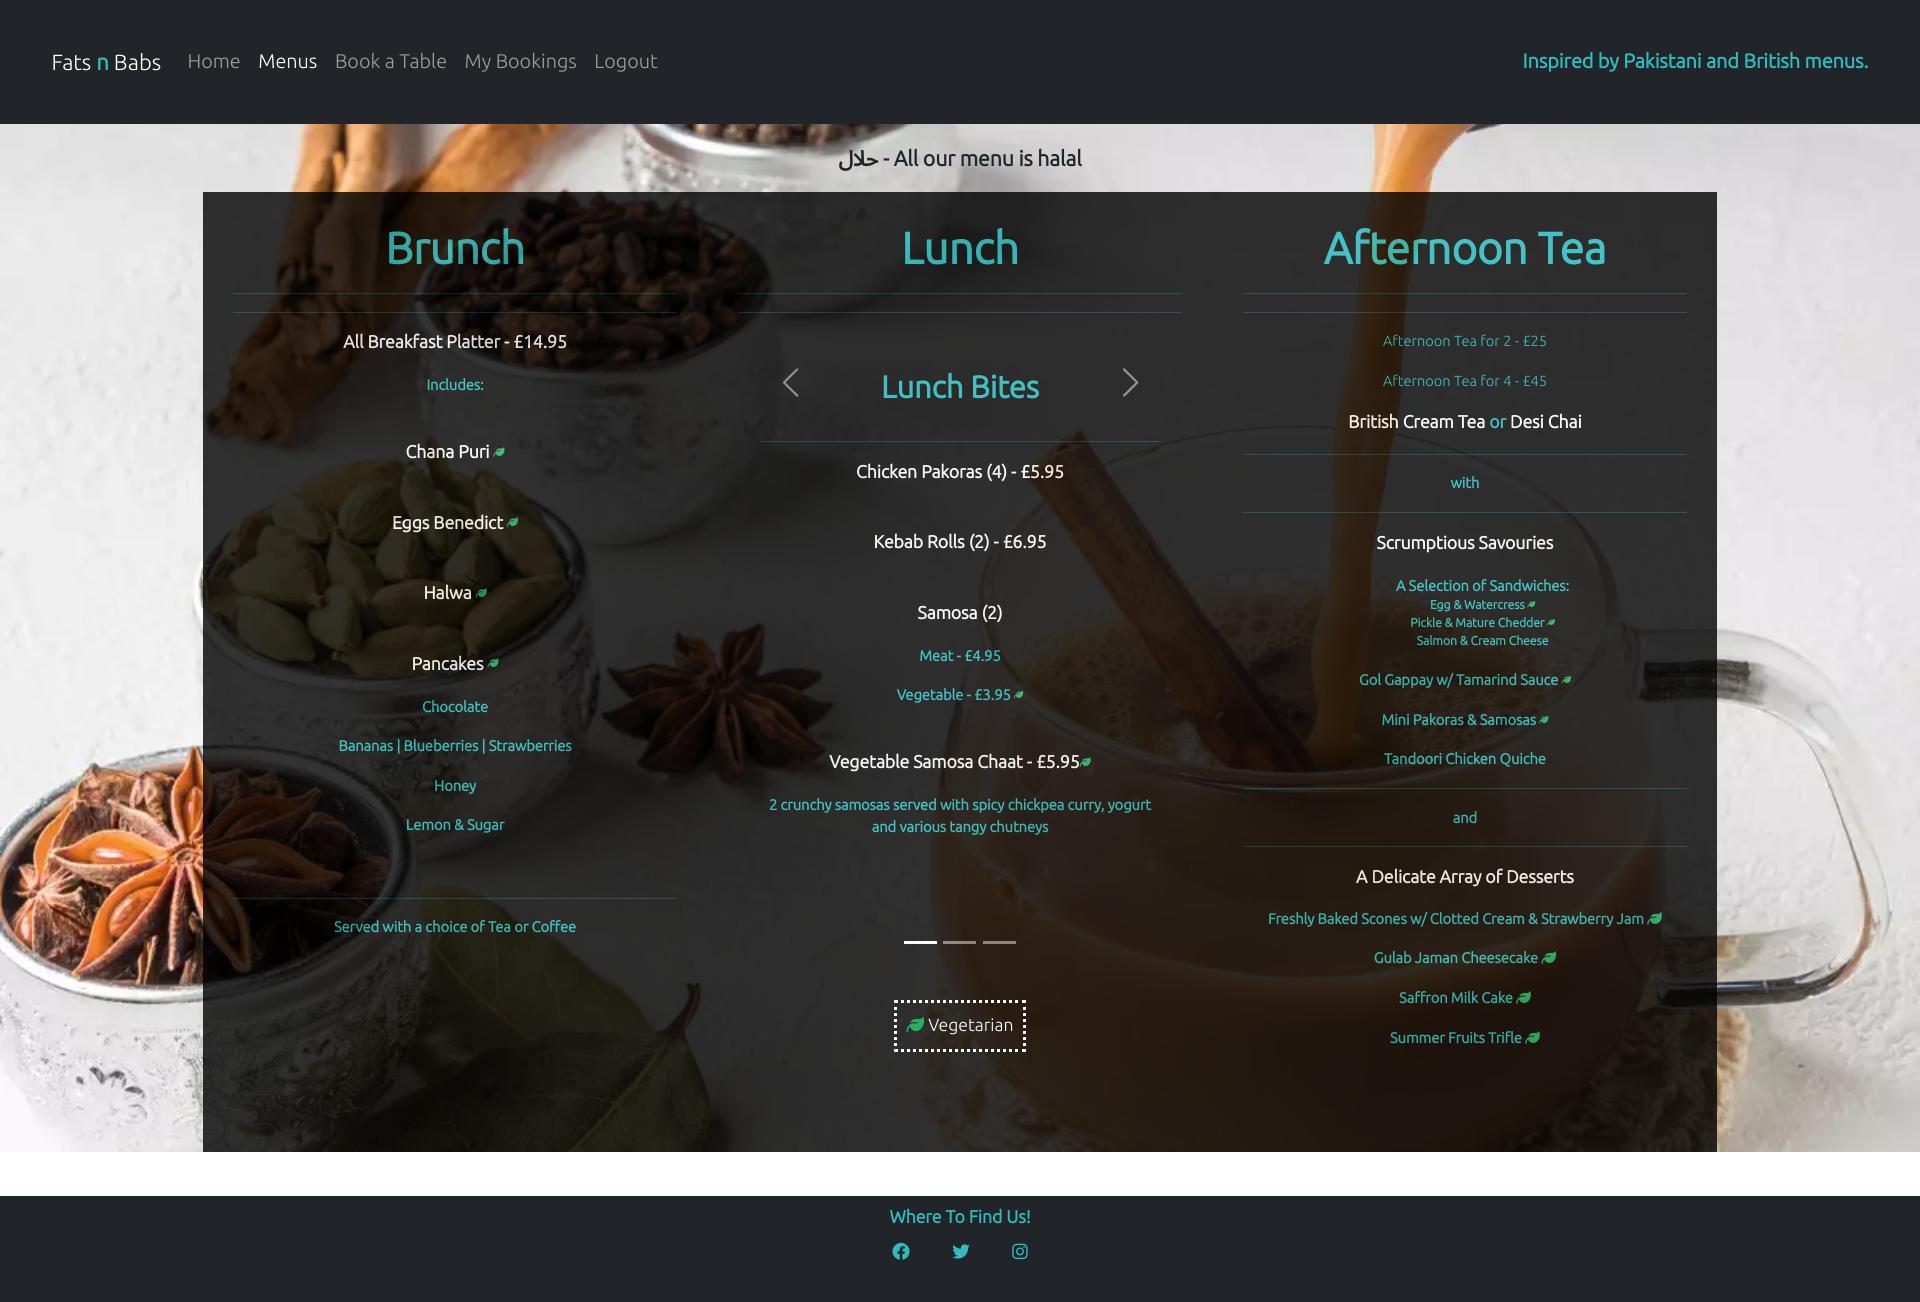 Fats n Babs
Home
Menus
Book a Table
My Bookings
Logout
Inspired by Pakistani and British menus.
حلال - All our menu is halal
Brunch
All Breakfast Platter - £14.95
Includes:
Chana Puri
Eggs Benedict
Halwa
Pancakes
Chocolate
Bananas | Blueberries | Strawberries
Honey
Lemon & Sugar
Served with a choice of Tea or Coffee
Lunch
Lunch Bites
Chicken Pakoras (4) - £5.95
Kebab Rolls (2) - £6.95
Samosa (2)
Meat - £4.95
Vegetable - £3.95
Vegetable Samosa Chaat - £5.95
2 crunchy samosas served with spicy chickpea curry, yogurt
and various tangy chutneys
Vegetarian
Afternoon Tea
Afternoon Tea for 2 - £25
Afternoon Tea for 4 - £45
British Cream Tea or Desi Chai
with
Scrumptious Savouries
A Selection of Sandwiches:
Egg & Watercress
Pickle & Mature Chedder
Salmon & Cream Cheese
Gol Gappay w/ Tamarind Sauce
Mini Pakoras & Samosas
Tandoori Chicken Quiche
and
A Delicate Array of Desserts
Freshly Baked Scones w/ Clotted Cream & Strawberry Jam
Gulab Jaman Cheesecake
Saffron Milk Cake
Summer Fruits Trifle
Where To Find Us!